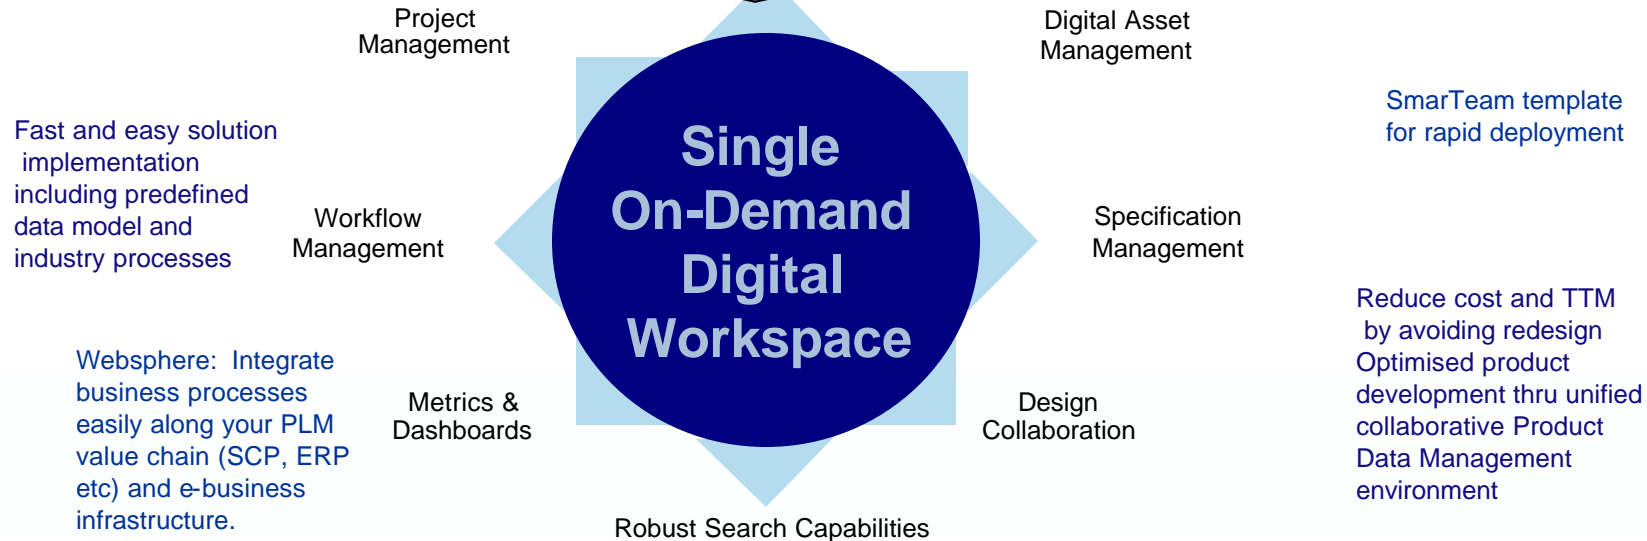 Project
Management
Digital Asset
Management
SmarTeam template
for rapid deployment
Fast and easy solution
implementation
including predefined
data model and
industry processes
Workflow
Management
Single
On-Demand
Digital
Workspace
Specification
Management
Reduce cost and TTM
by avoiding redesign
Optimised product
development thru unified
collaborative Product
Data Management
environment
Websphere: Integrate
business processes
easily along your PLM
value chain (SCP, ERP
etc) and e-business
infrastructure.
Metrics &
Dashboards
Design
Collaboration
Robust Search Capabilities